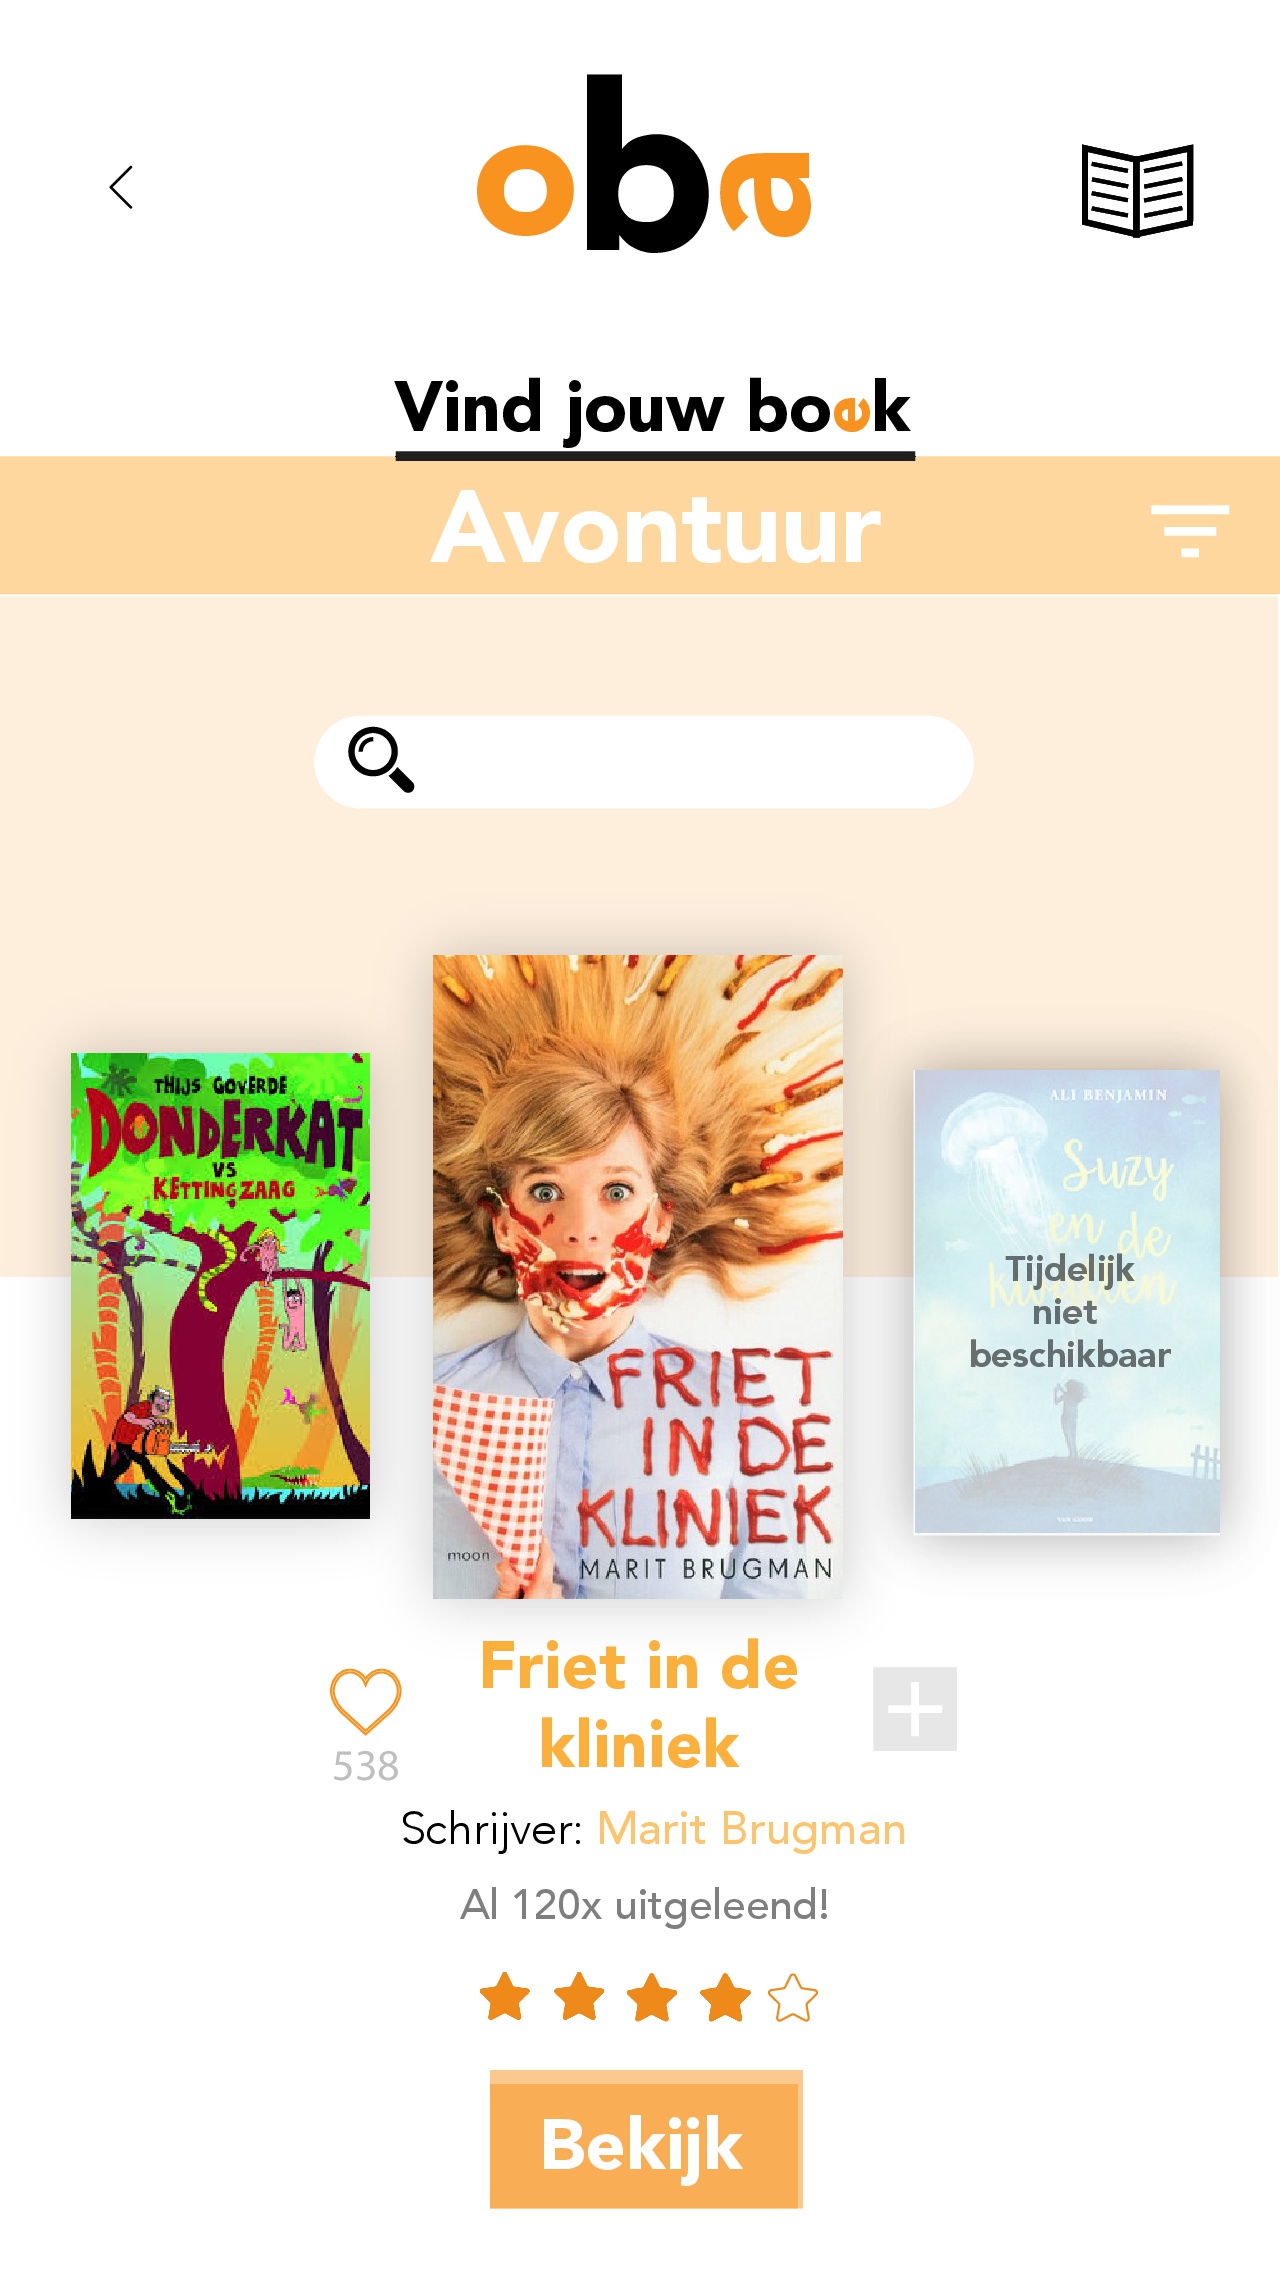 oba
Vind jouw boek
Avontuur
THIJS GOVERDE
DONDERKAT
VS
KETTINGZAAG
FRIET
IN DE
KLINIEK
moon
MARIT BRUGMAN
ALI BENJAMIN
Suzy
en de
kwallen
Tijdelijk
niet
beschikbaar
VAN GOOR
Friet in de
kliniek
538
Schrijver: Marit Brugman
Al 120x uitgeleend!
Bekijk